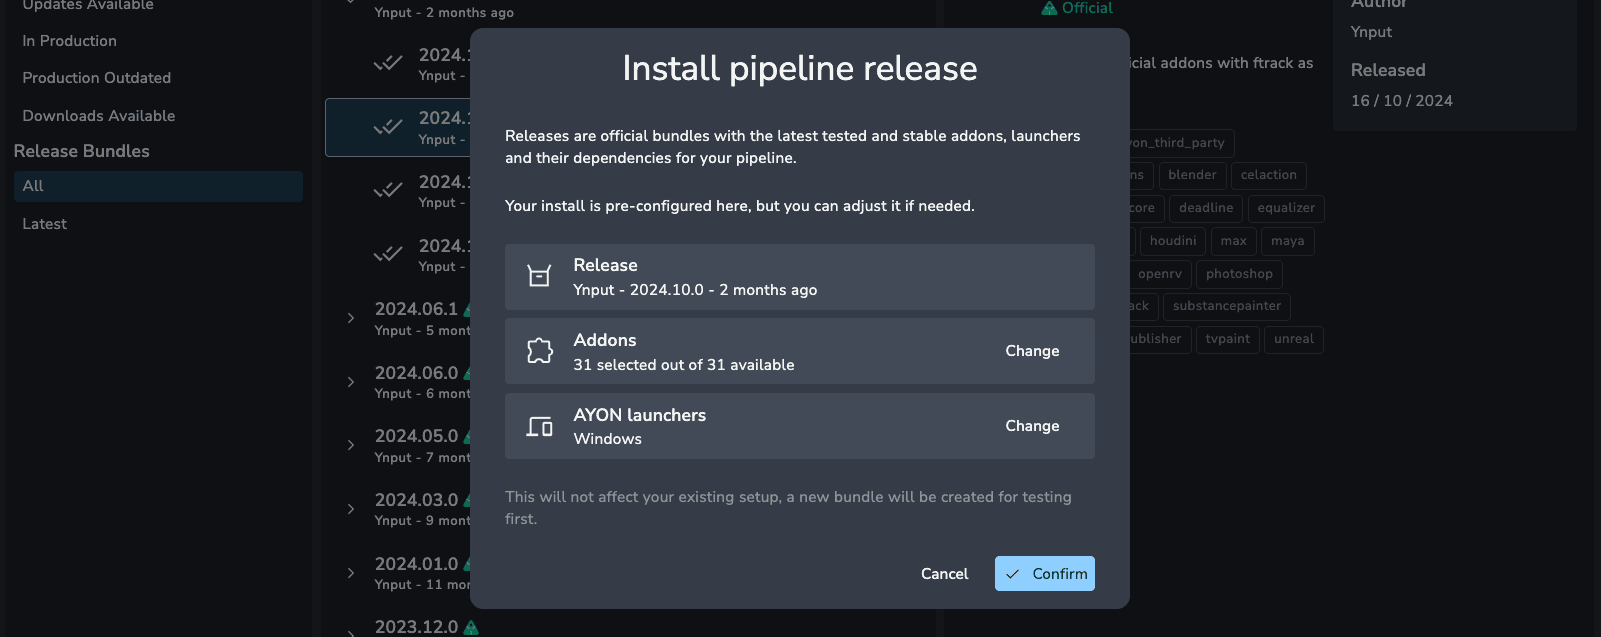 Updates Available
In Production
Production Outdated
Downloads Available
Release Bundles
All
Latest
Ynput - 2 months ago
2024.1
Ynput -
2024.1
Ynput -
2024.1
Ynput -
2024.1
Ynput -
2024.06.1
Ynput - 5 mont
2024.06.0
Ynput - 6 mont
2024.05.0
Ynput - 7 mont
2024.03.0
Ynput - 9 mont
2024.01.0
Ynput - 11 mor
2023.12.0
Install pipeline release
Releases are official bundles with the latest tested and stable addons, launchers
and their dependencies for your pipeline.
Your install is pre-configured here, but you can adjust it if needed.
Release
Ynput - 2024.10.0 - 2 months ago
Addons
31 selected out of 31 available
Change
AYON launchers
Windows
Change
This will not affect your existing setup, a new bundle will be created for testing
first.
Cancel
Confirm
Official
icial addons with ftrack as
on_third_party
ns blender celaction
core deadline equalizer
houdini max maya
openrv photoshop
ack substancepainter
ublisher tvpaint unreal
Author
Ynput
Released
16 / 10 / 2024